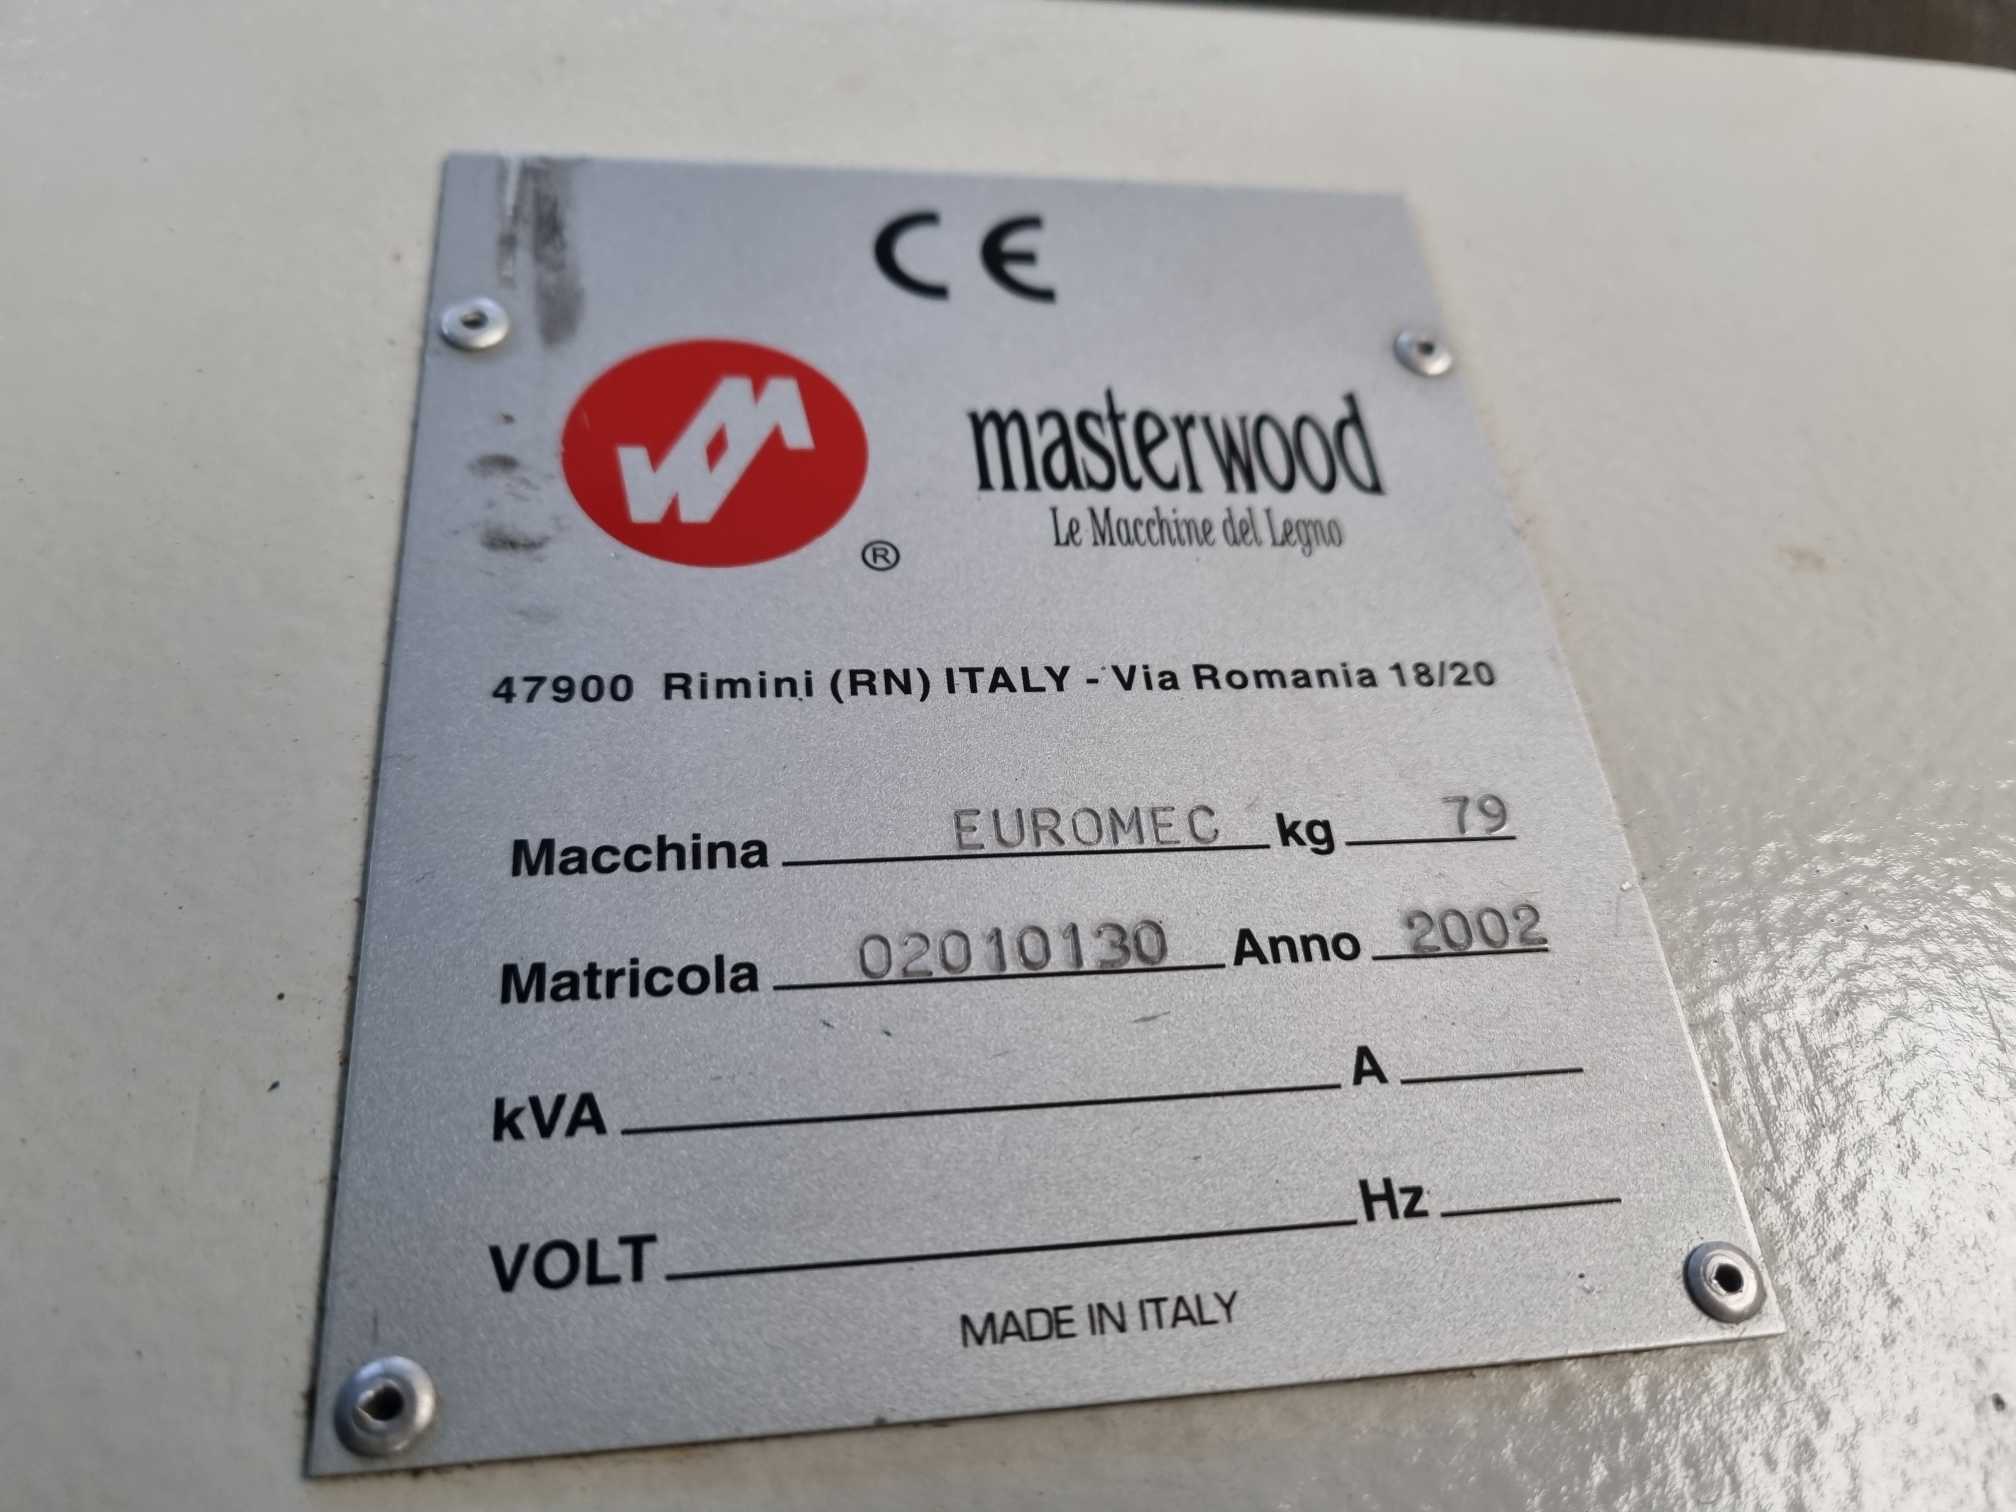 CE
masterwood
®
Le Macchine del Legno
47900 Rimini (RN) ITALY - Via Romania 18/20
Macchina EUROMEC kg 79
Matricola 02010130 Anno 2002
kVA A
VOLT Hz
MADE IN ITALY